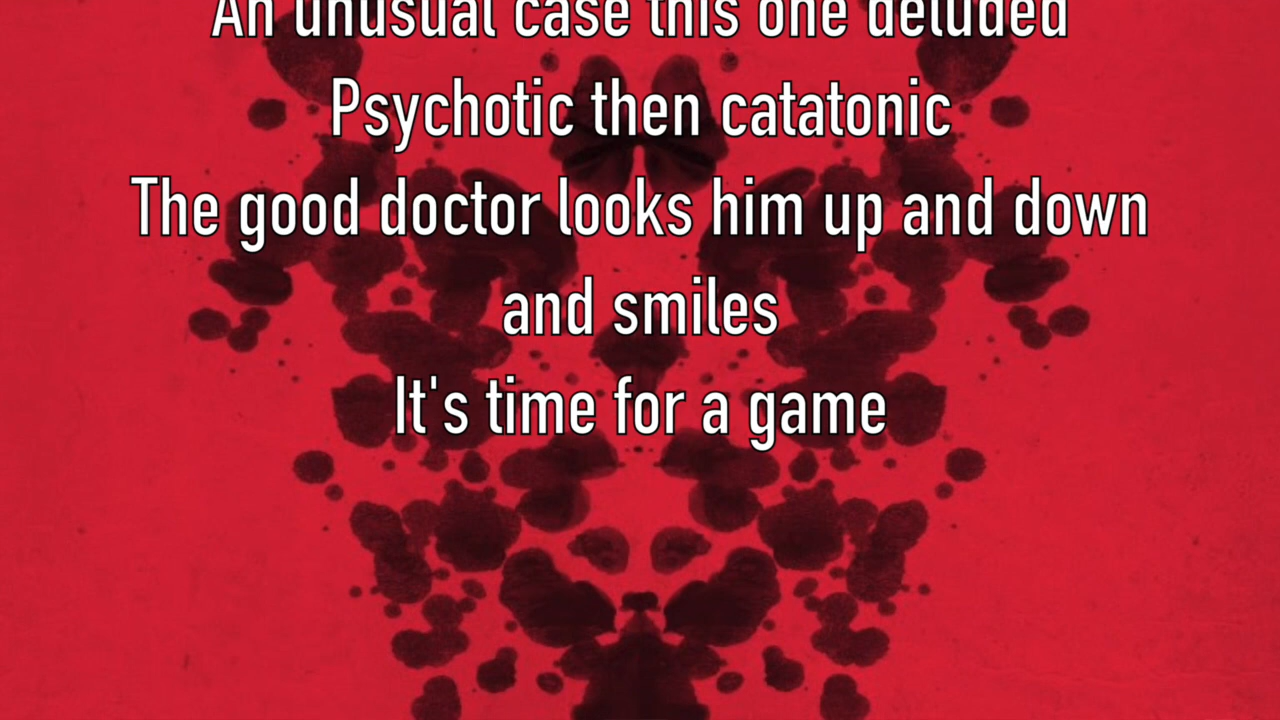 An unusual case this one deluded
Psychotic then catatonic
The good doctor looks him up and down
and smiles
It's time for a game